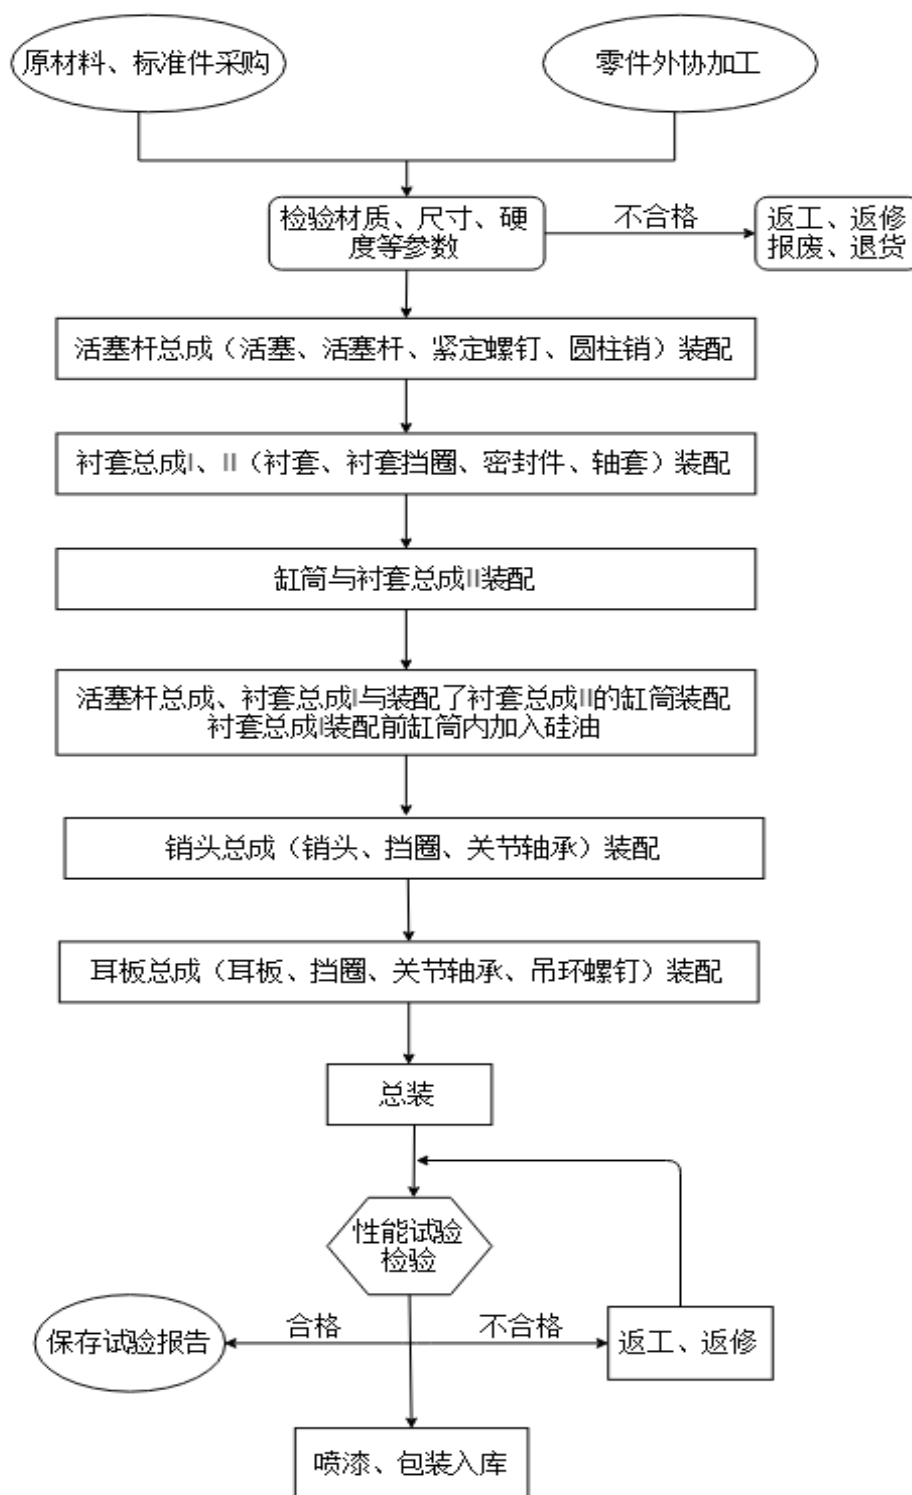 原材料、标准件采购
零件外协加工
检验材质、尺寸、硬
度等参数
不合格
返工、返修
报废、退货
活塞杆总成（活塞、活塞杆、紧定螺钉、圆柱销）装配
衬套总成I、II（衬套、衬套挡圈、密封件、轴套）装配
缸筒与衬套总成II装配
活塞杆总成、衬套总成I与装配了衬套总成II的缸筒装配
衬套总成I装配前缸筒内加入硅油
销头总成（销头、挡圈、关节轴承）装配
耳板总成（耳板、挡圈、关节轴承、吊环螺钉）装配
总装
性能试验
检验
合格
不合格
保存试验报告
返工、返修
喷漆、包装入库